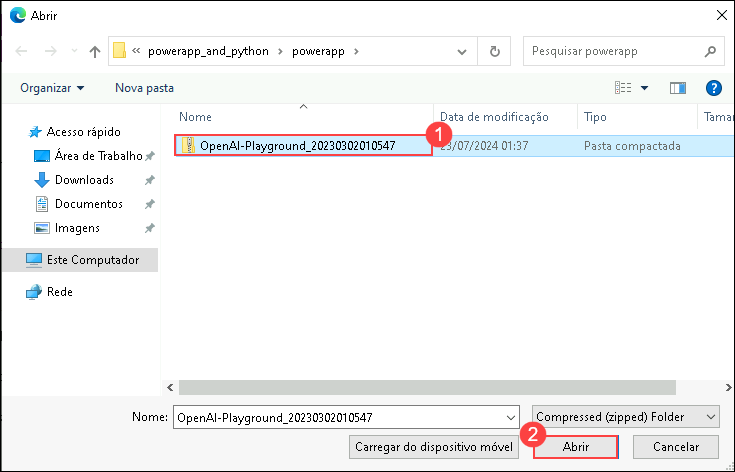 Abrir
« powerapp_and_python › powerapp ›
Pesquisar powerapp
Organizar
Nova pasta
?
Nome
Data de modificação
Tipo
Tamar
Acesso rápido
Área de Trabalho
Downloads
Documentos
Imagens
Este Computador
Rede
1
OpenAI-Playground_20230302010547
23/07/2024 01:37
Pasta compactada
Nome:
OpenAI-Playground_20230302010547
Compressed (zipped) Folder
2
Carregar do dispositivo móvel
Abrir
Cancelar